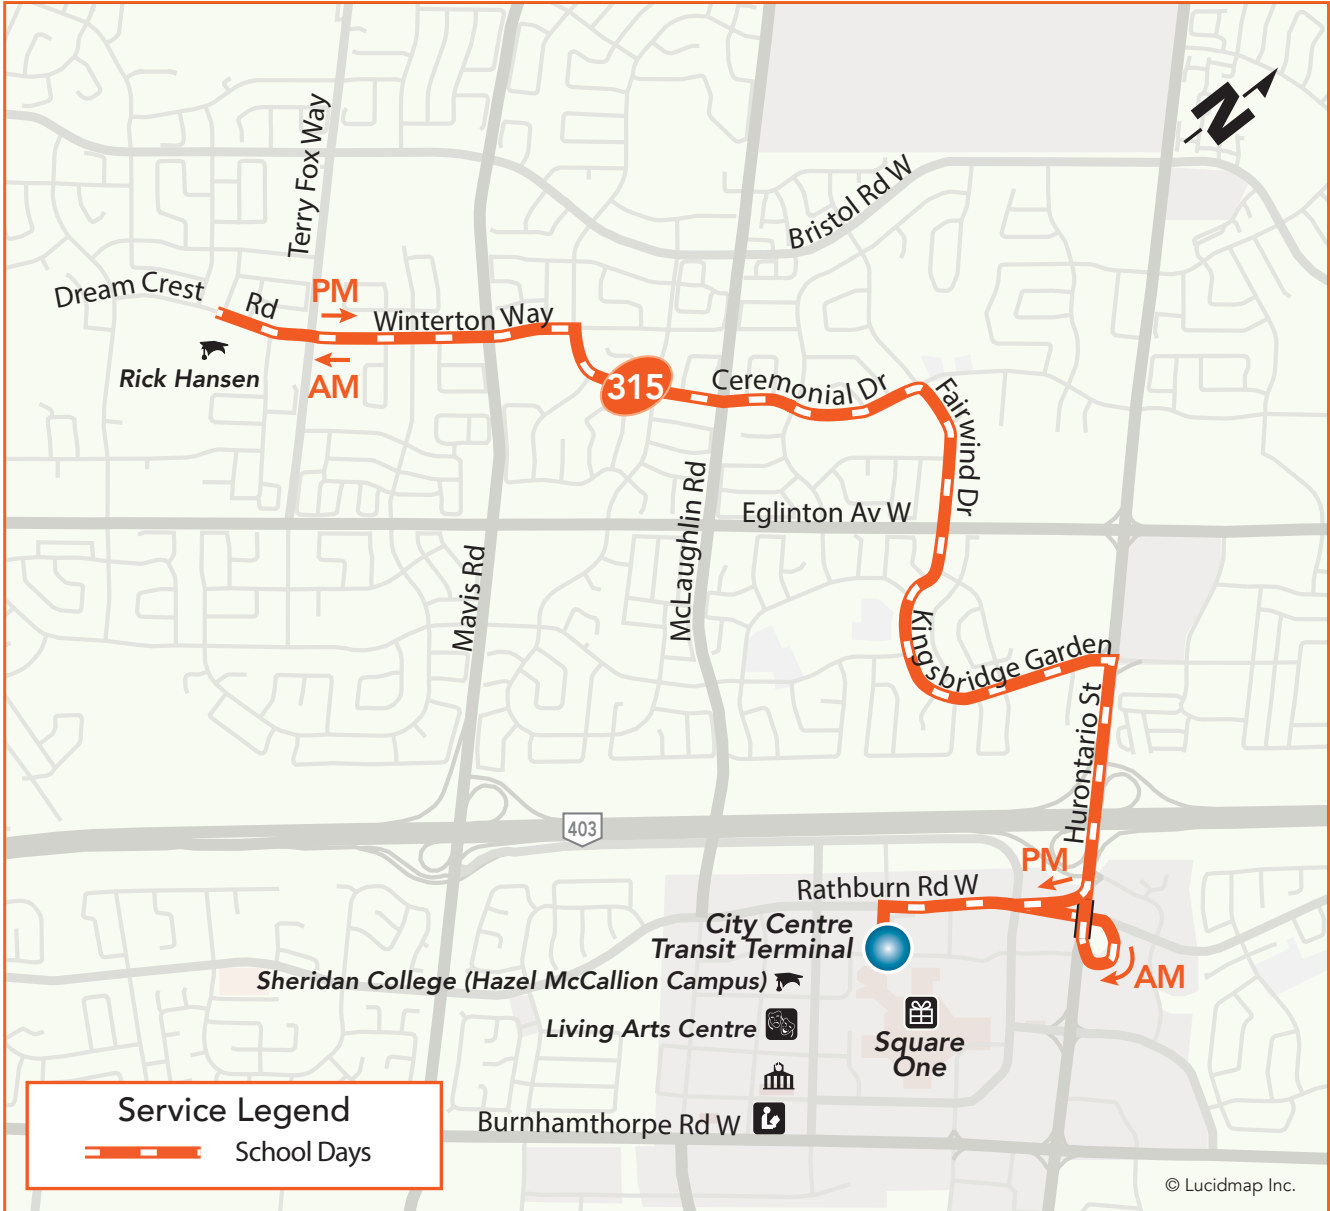 N
Terry Fox Way
Bristol Rd W
Dream Crest
Rd
PM
Winterton Way
Rick Hansen
AM
315
Ceremonial Dr
Fairwind Dr
McLaughlin Rd
Eglinton Av W
Mavis Rd
Kingsbridge Garden
Hurontario St
403
PM
Rathburn Rd W
City Centre
Transit Terminal
Sheridan College (Hazel McCallion Campus)
AM
Living Arts Centre
Square
One
Burnhamthorpe Rd W
Service Legend
School Days
© Lucidmap Inc.